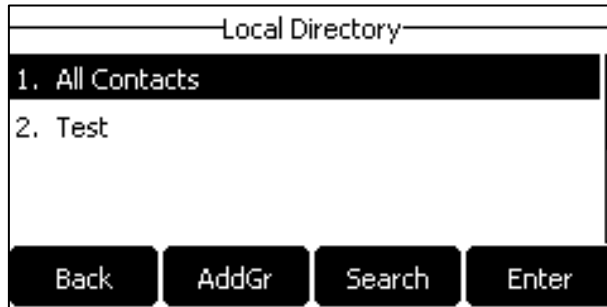 Local Directory
1. All Contacts
2. Test
Back AddGr Search Enter